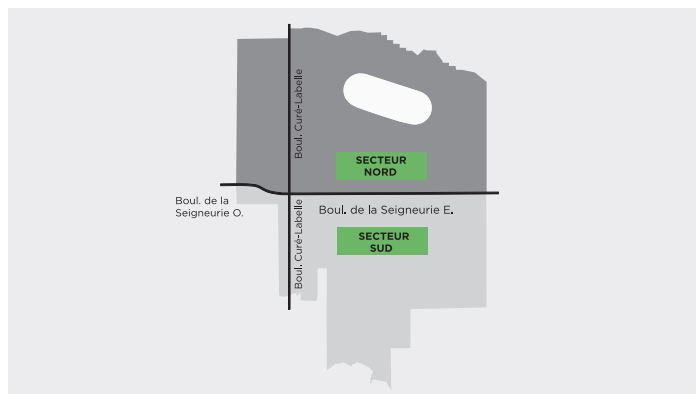 Boul. Curé-Labelle
SECTEUR
NORD
Boul. de la
Seigneurie O.
Boul. de la Seigneurie E.
Boul. Curé-Labelle
SECTEUR
SUD